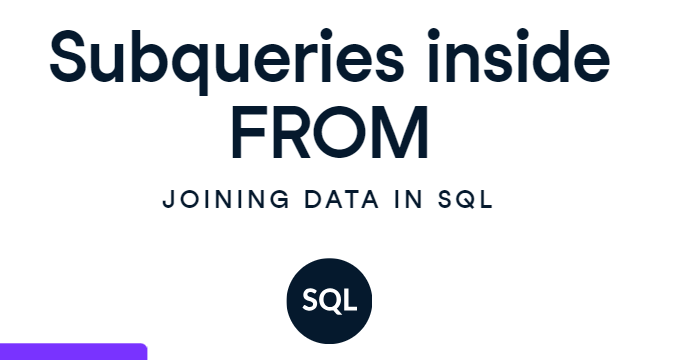 Subqueries inside
FROM
JOINING DATA IN SQL
SQL